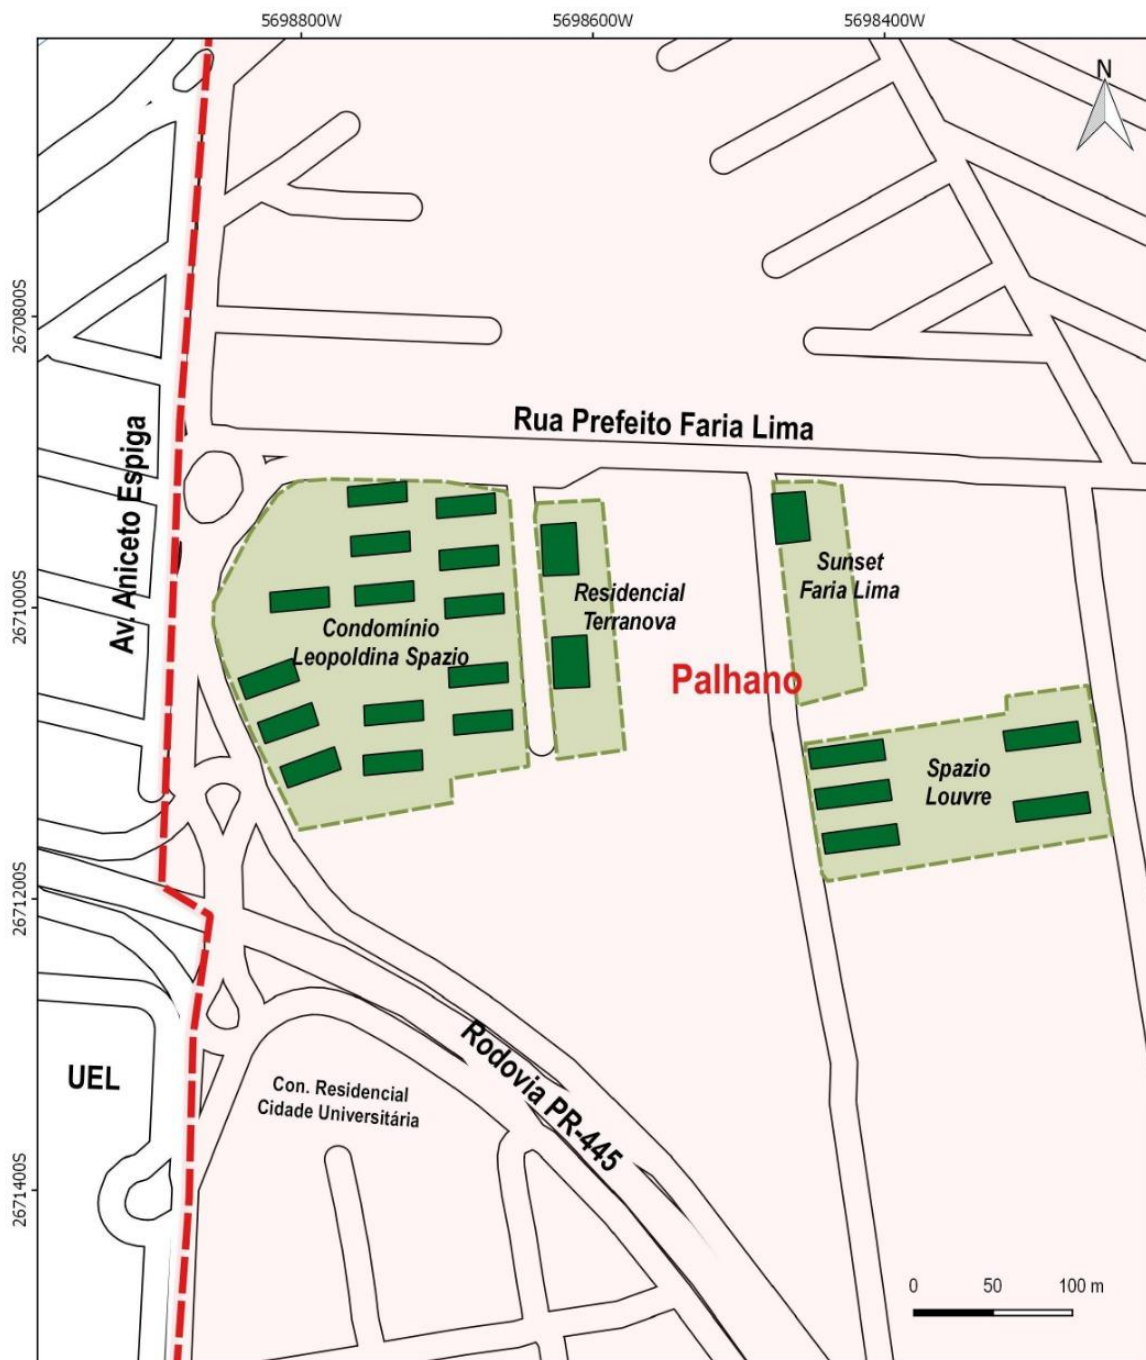 5698800W
5698600W
5698400W
N
2670800S
Rua Prefeito Faria Lima
Av. Aniceto Espiga
2671000S
Sunset
Faria Lima
Residencial
Terranova
Condomínio
Leopoldina Spazio
Palhano
Spazio
Louvre
2671200S
Rodovia PR-445
UEL
Con. Residencial
Cidade Universitária
2671400S
0 50 100 m